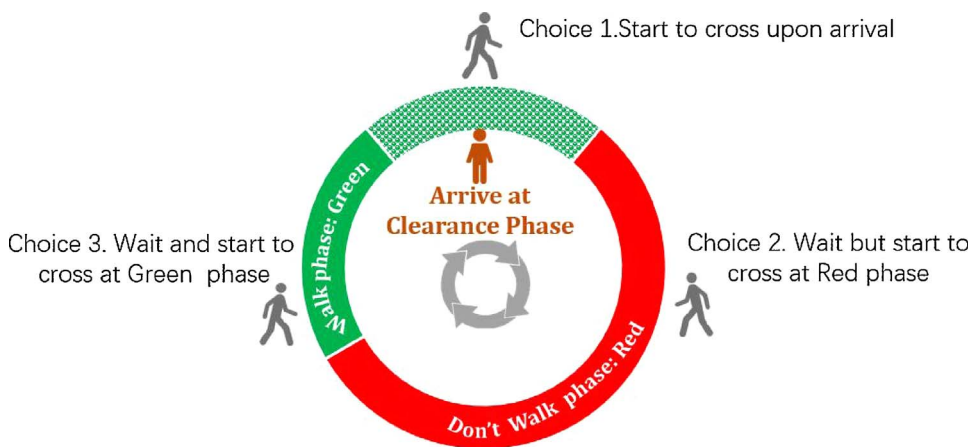 Choice 1.Start to cross upon arrival
Arrive at
Clearance Phase
Walk phase: Green
Choice 3. Wait and start to
cross at Green phase
Choice 2. Wait but start to
cross at Red phase
Don't Walk phase: Red